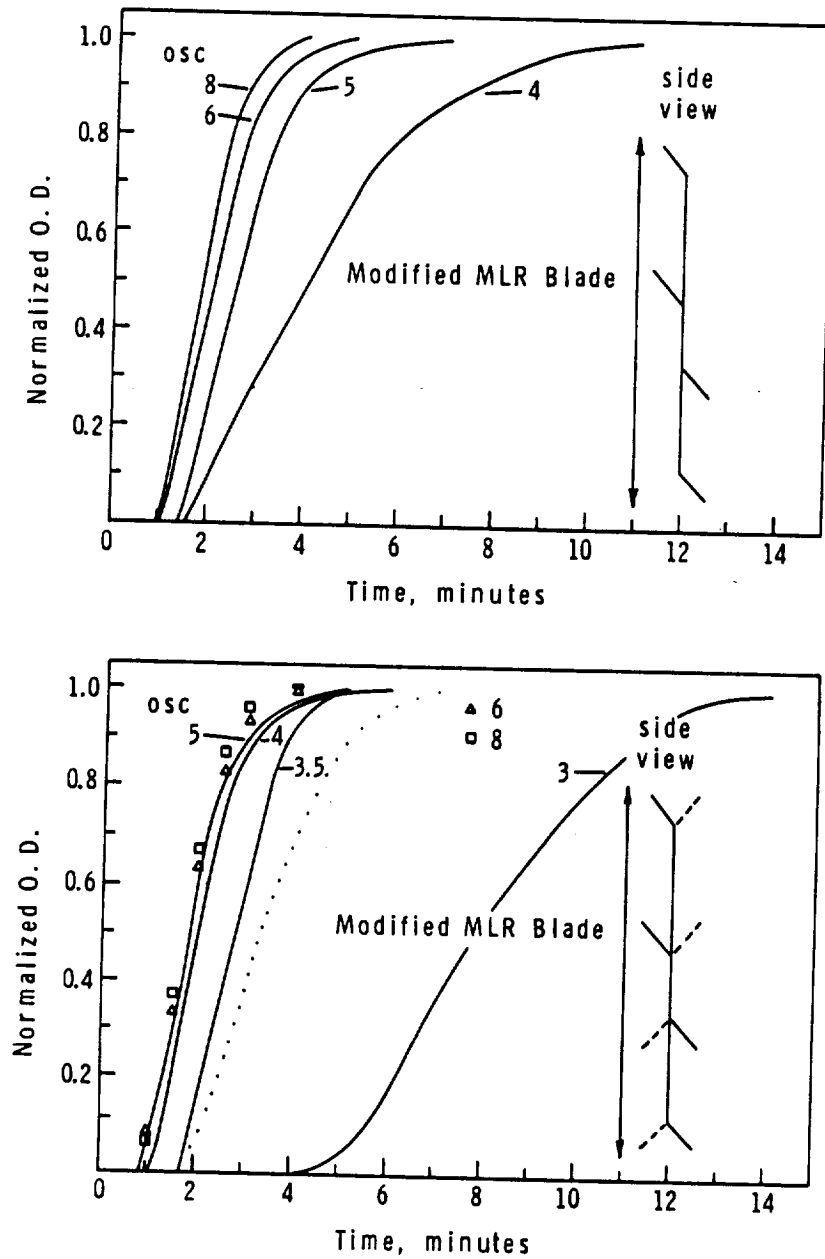 1.0
0.8
0.6
0.4
0.2
0
Normalized O. D.
osc
8
6
5
4
side
view
Modified MLR Blade
0 2 4 6 8 10 12 14
Time, minutes
1.0
0.8
0.6
0.4
0.2
Normalized O. D.
osc
5
4
3.5.
6
8
3
side
view
Modified MLR Blade
0 2 4 6 8 10 12 14
Time, minutes